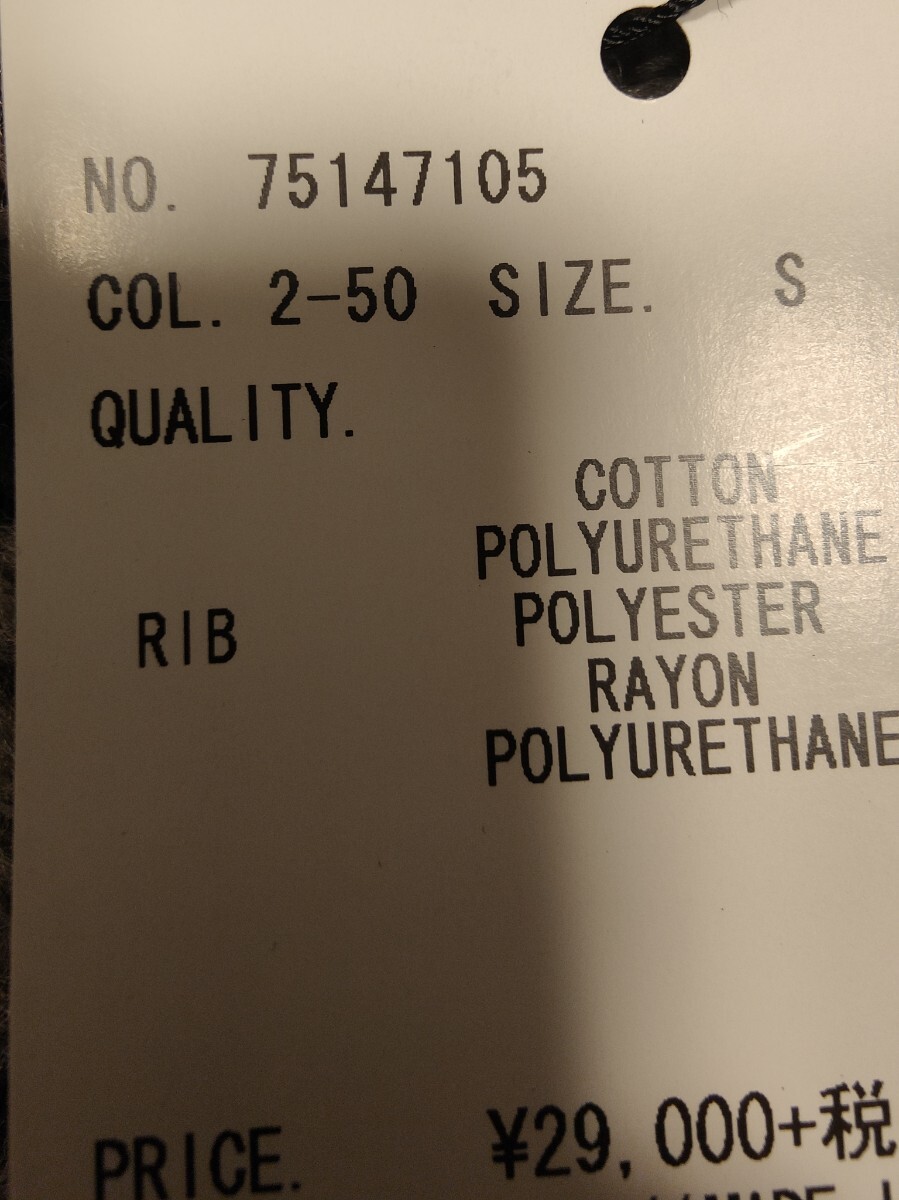 NO. 75147105
COL. 2-50 SIZE. S
QUALITY.
COTTON
POLYURETHANE
RIB POLYESTER
RAYON
POLYURETHANE
PRICE. ¥29,000+税